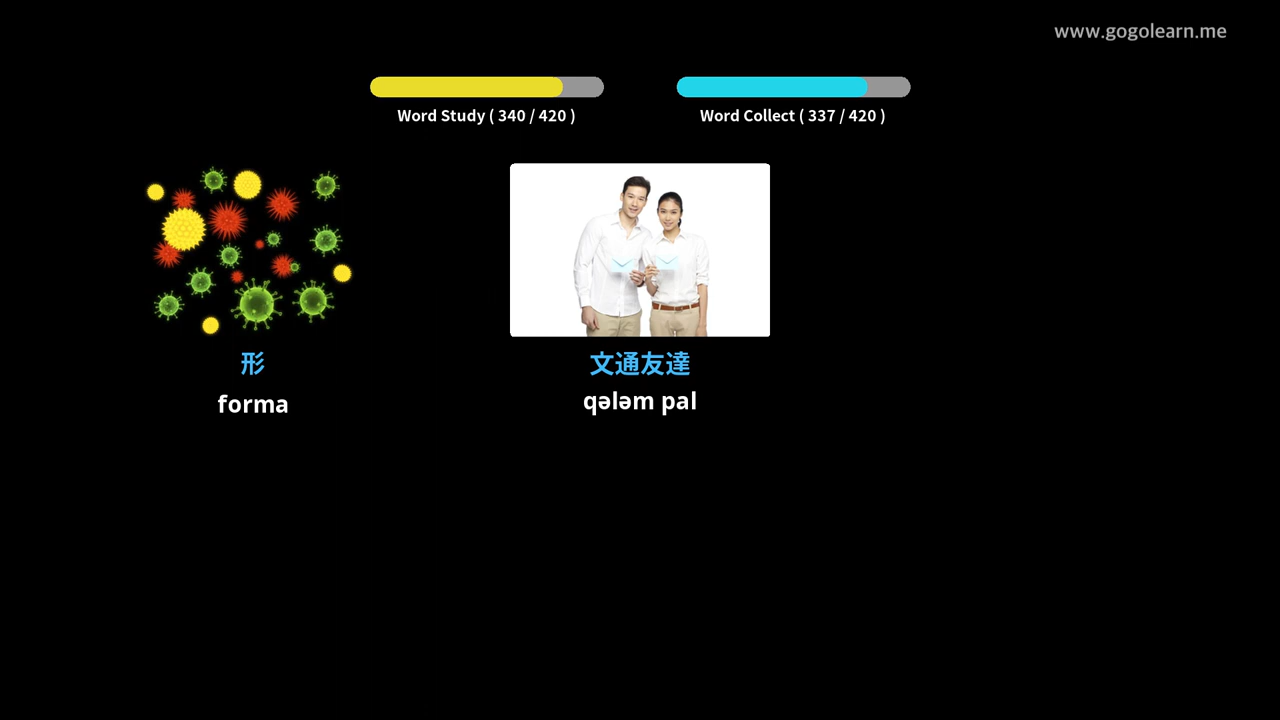 www.gogolearn.me
Word Study ( 340 / 420 )
Word Collect ( 337 / 420 )
形
forma
文通友達
qələm pal